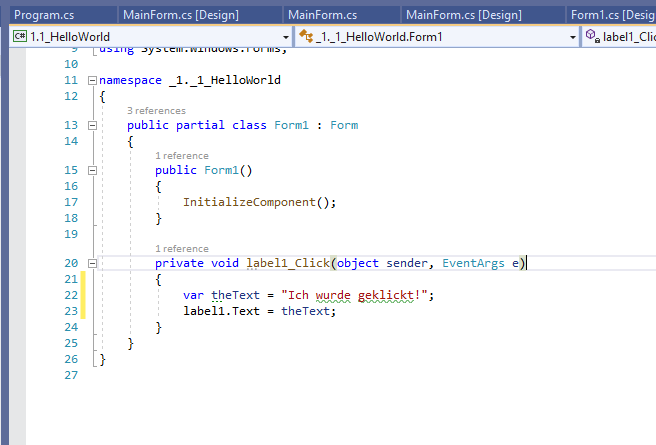 Program.cs MainForm.cs [Design] MainForm.cs MainForm.cs [Design] Form1.cs [Design
C# 1.1_HelloWorld _1._1_HelloWorld.Form1 label1_Clic
9 using System.Windows.Forms;
10
11 namespace _1._1_HelloWorld
12 {
3 references
13 public partial class Form1 : Form
14 {
1 reference
15 public Form1()
16 {
17 InitializeComponent();
18 }
19
1 reference
20 private void label1_Click(object sender, EventArgs e)
21 {
22 var theText = "Ich wurde geklickt!";
23 label1.Text = theText;
24 }
25 }
26 }
27